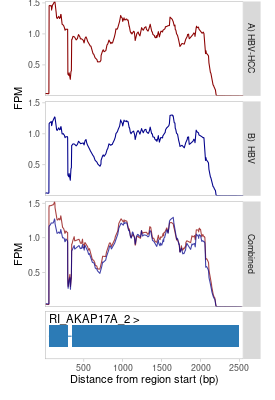 1.5
1.0
0.5
A) HBV-HCC
FPM
1.5
1.0
0.5
B) HBV
1.5
1.0
0.5
FPM
Combined
RI_AKAP17A_2 >
500 1000 1500 2000 2500
Distance from region start (bp)